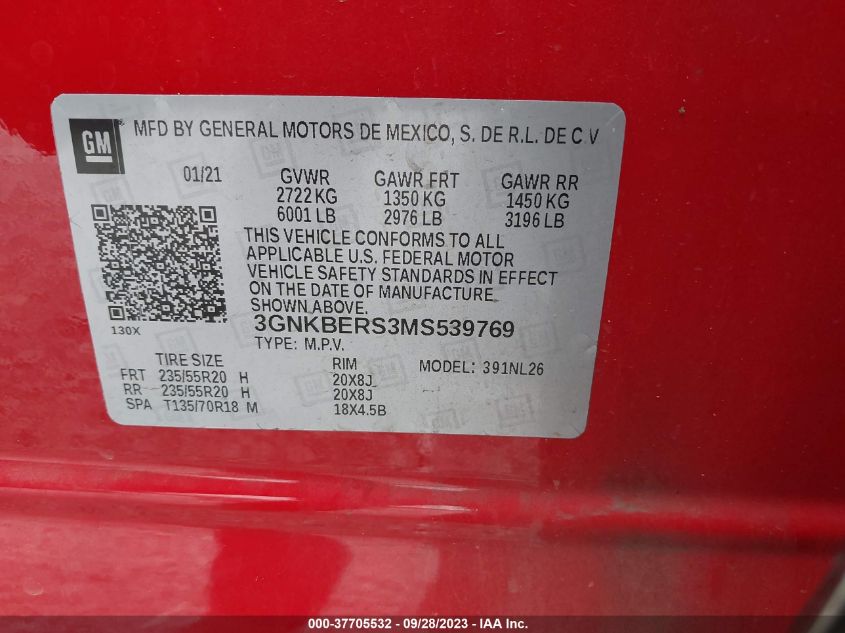 GM MFD BY GENERAL MOTORS DE MEXICO, S. DE R.L. DE C V
01/21 GVWR GAWR FRT GAWR RR
2722 KG 1350 KG 1450 KG
6001 LB 2976 LB 3196 LB
THIS VEHICLE CONFORMS TO ALL
APPLICABLE U.S. FEDERAL MOTOR
VEHICLE SAFETY STANDARDS IN EFFECT
ON THE DATE OF MANUFACTURE
SHOWN ABOVE.
3GNKBERS3MS539769
130X
TYPE: M.P.V.
TIRE SIZE RIM MODEL: 391NL26
FRT 235/55R20 H 20X8J
RR 235/55R20 H 20X8J
SPA T135/70R18 M 18X4.5B
000-37705532 - 09/28/2023 - IAA Inc.